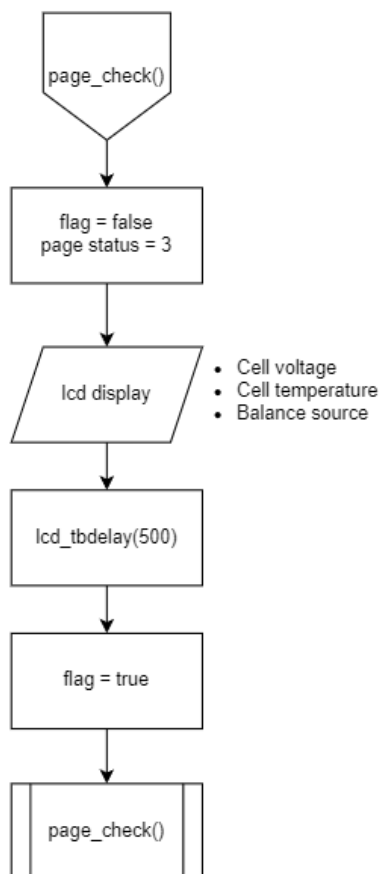 page_check()
flag = false
page status = 3
lcd display
• Cell voltage
• Cell temperature
• Balance source
lcd_tbdelay(500)
flag = true
page_check()